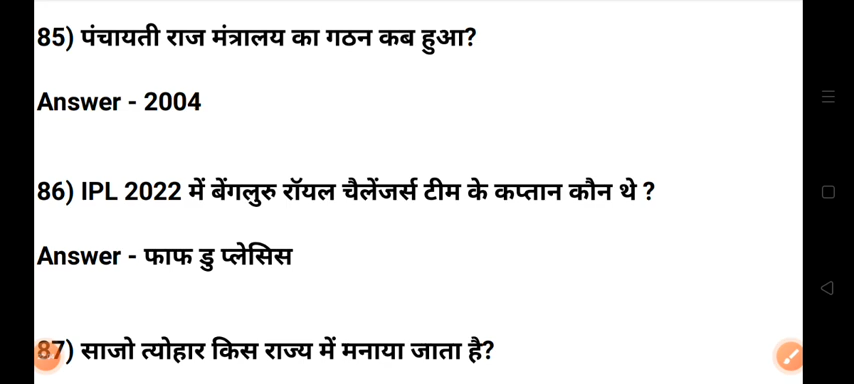 85) पंचायती राज मंत्रालय का गठन कब हुआ?
Answer - 2004
86) IPL 2022 में बेंगलुरु रॉयल चैलेंजर्स टीम के कप्तान कौन थे ?
Answer - फाफ डु प्लेसिस
87) साजो त्योहार किस राज्य में मनाया जाता है?